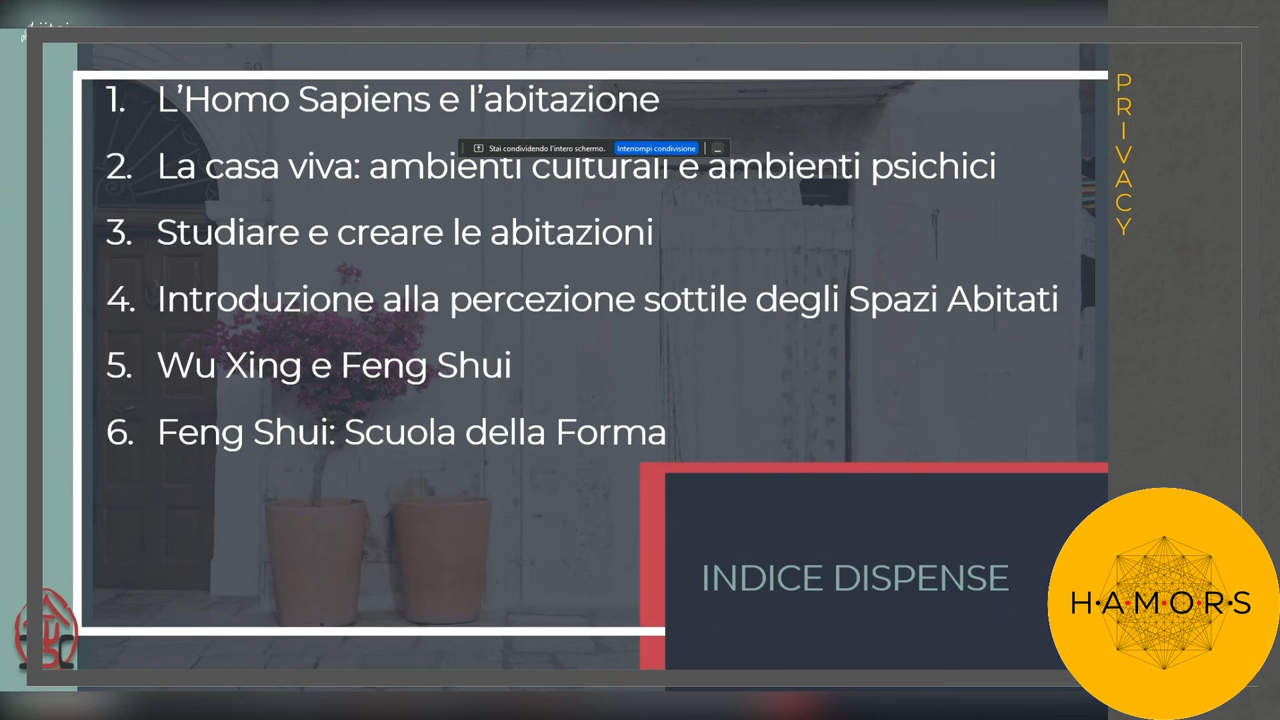 1. L'Homo Sapiens e l'abitazione
Stai condividendo l'intero schermo. Interrompi condivisione
2. La casa viva: ambienti culturali e ambienti psichici
3. Studiare e creare le abitazioni
4. Introduzione alla percezione sottile degli Spazi Abitati
5. Wu Xing e Feng Shui
6. Feng Shui: Scuola della Forma
INDICE DISPENSE
PRIVACY
H•A•M•O•R•S